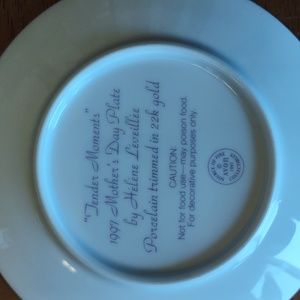 "Tender Moments"
1997 Mother's Day Plate
by Hélène Léveillée
Porcelain trimmed in 22k gold
CAUTION:
Not for food use—may poison food.
For decorative purposes only
AVON